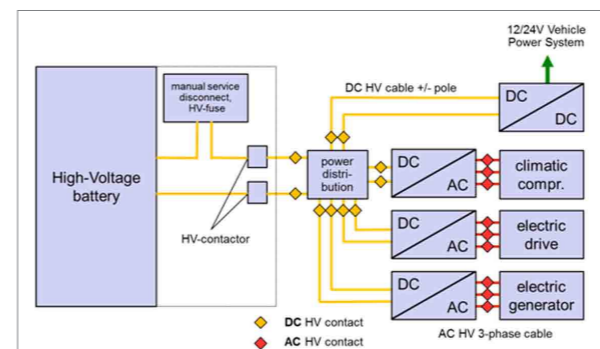 12/24V Vehicle
Power System
manual service
disconnect,
HV-fuse
DC HV cable +/- pole
DC
DC
High-Voltage
battery
power
distri-
bution
DC
AC
climatic
compr.
HV-contactor
DC
AC
electric
drive
DC
AC
electric
generator
DC HV contact
AC HV contact
AC HV 3-phase cable